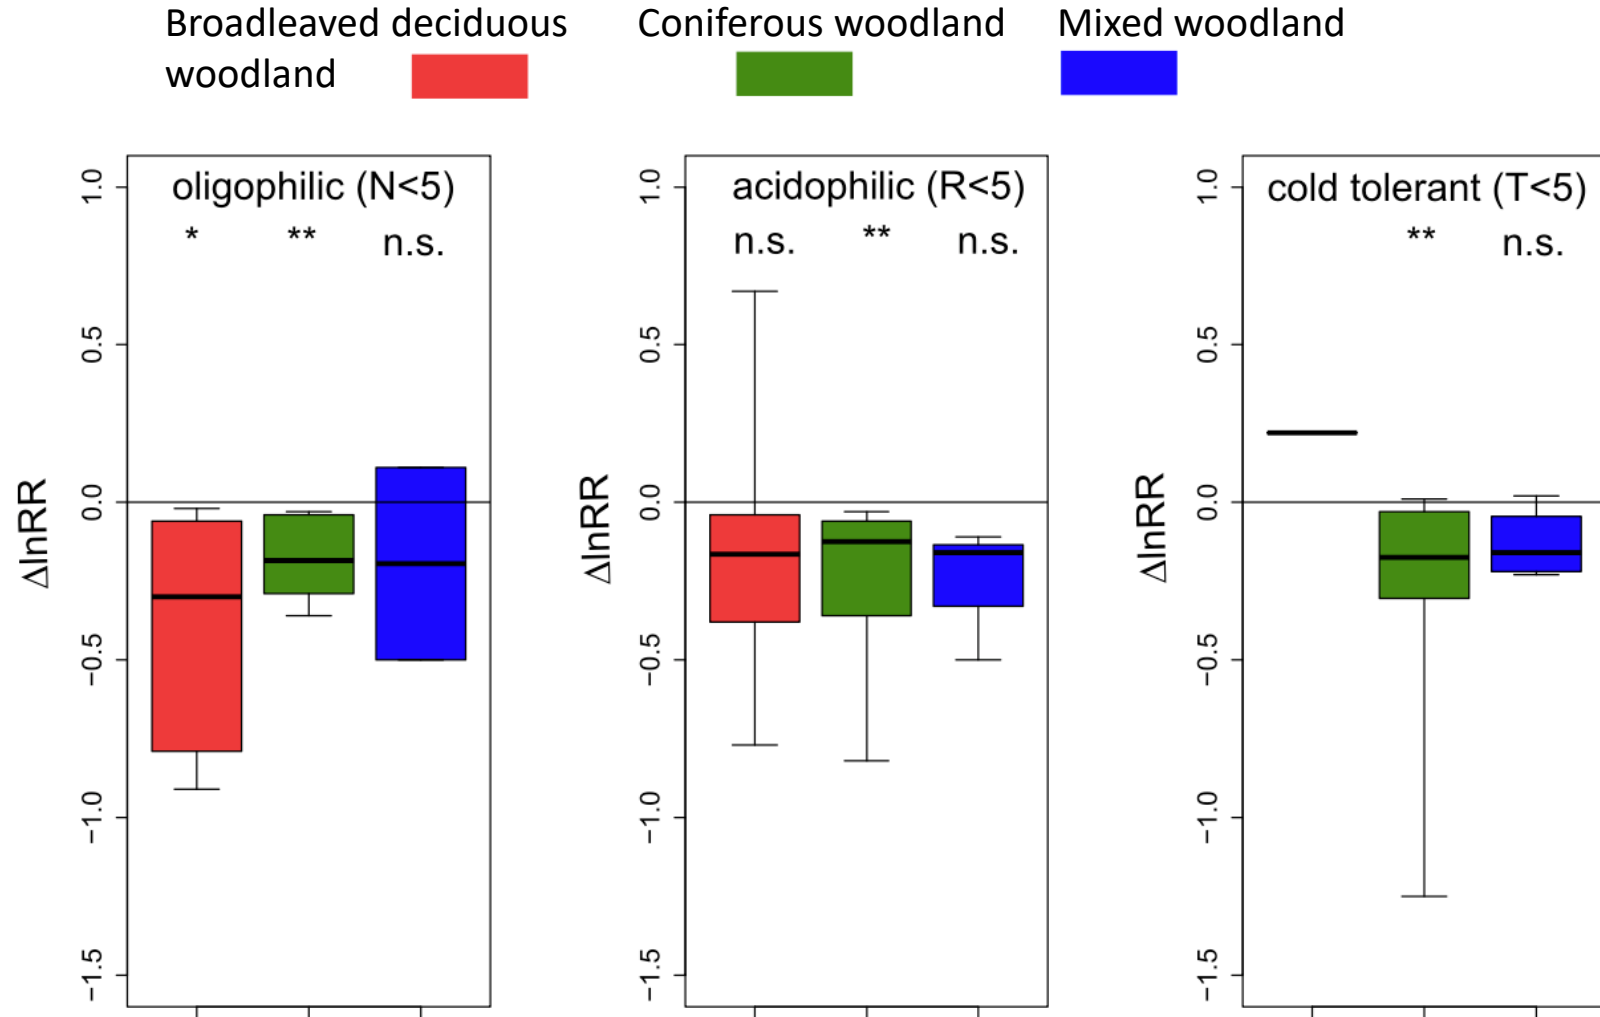 Broadleaved deciduous woodland
Coniferous woodland
Mixed woodland
oligophilic (N<5)
* ** n.s.
1.0
0.5
0.0
−0.5
−1.0
−1.5
ΔlnRR
acidophilic (R<5)
n.s. ** n.s.
1.0
0.5
0.0
−0.5
−1.0
−1.5
ΔlnRR
cold tolerant (T<5)
** n.s.
1.0
0.5
0.0
−0.5
−1.0
−1.5
ΔlnRR